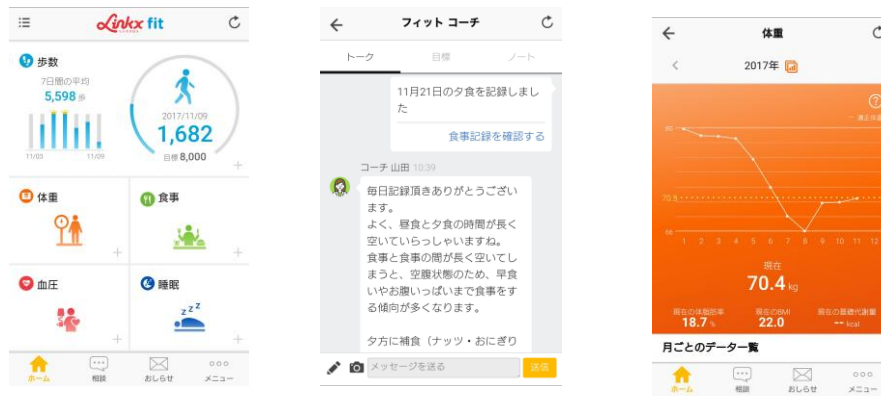 Linkx fit
歩数
7日間の平均
5,598 歩
11/03
11/09
2017/11/09
1,682
目標 8,000
体重
食事
血圧
睡眠
zzz
ホーム
相談
おしらせ
メニュー
フィット コーチ
トーク
目標
ノート
11月21日の夕食を記録しまし
た
食事記録を確認する
コーチ 山田 10:39
毎日記録頂きありがとうござい
ます。
よく、昼食と夕食の時間が長く
空いていらっしゃいますね。
食事と食事の間が長く空いてし
まうと、空腹状態のため、早食
いやお腹いっぱいまで食事をす
る傾向が多くなります。
夕方に補食（ナッツ・おにぎり
メッセージを送る
送信
体重
2017年
70.9
66
1 2 3 4 5 6 7 8 9 10 11 12
現在
70.4 kg
現在の体脂肪率
18.7 %
現在のBMI
22.0
現在の基礎代謝量
-- kcal
月ごとのデータ一覧
ホーム
相談
おしらせ
メニュー